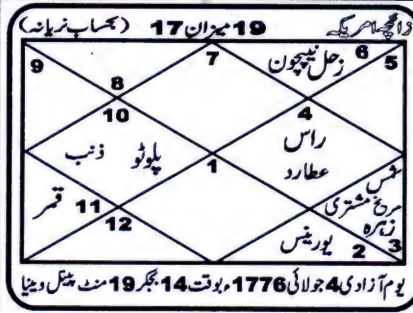 زائچہ امریکہ 19 میزان 17 (بحساب نریانہ)
9 8 7 6 5
زحل نیپچون
10 4
ذنب پلوٹو 1 راس
عطارد
شمس
قمر 11 مریخ مشتری
12 زہرہ
یورینس 2 3
یوم آزادی 4 جولائی 1776ء بوقت 14 بجکر 19 منٹ پینسل وینیا